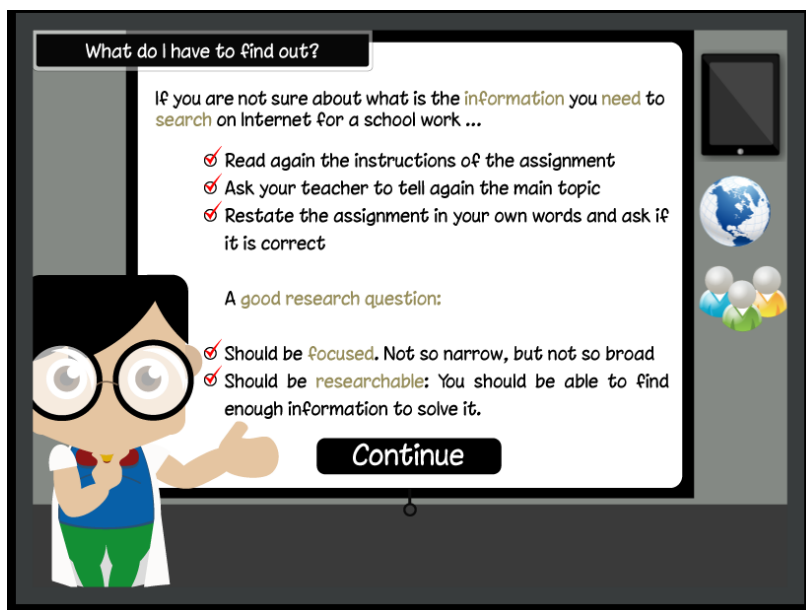 What do I have to find out?
If you are not sure about what is the information you need to
search on Internet for a school work ...
Read again the instructions of the assignment
Ask your teacher to tell again the main topic
Restate the assignment in your own words and ask if
it is correct
A good research question:
Should be focused. Not so narrow, but not so broad
Should be researchable: You should be able to find
enough information to solve it.
Continue